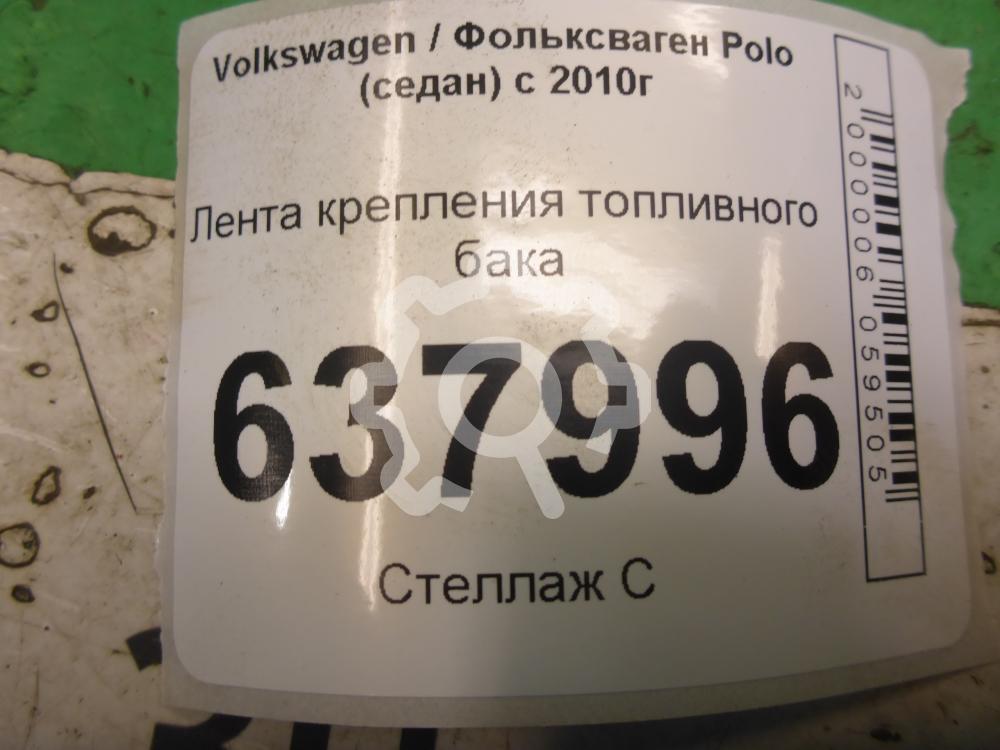 Volkswagen / Фольксваген Polo
(седан) с 2010г
Лента крепления топливного
бака
637996
Стеллаж С
2000006059505